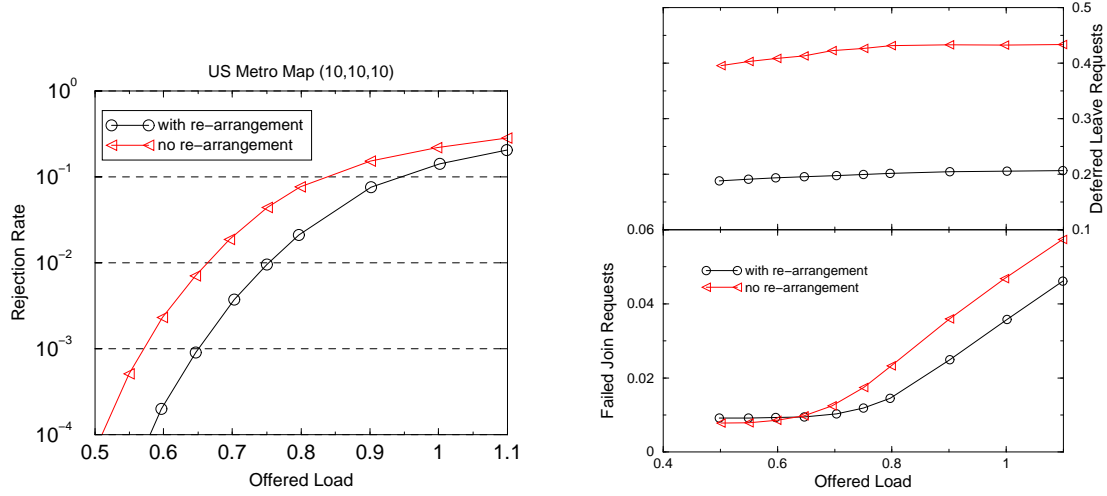 US Metro Map (10,10,10)
with re-arrangement
no re-arrangement
Rejection Rate
10^0
10^-1
10^-2
10^-3
10^-4
0.5 0.6 0.7 0.8 0.9 1 1.1
Offered Load
0.5
0.4
0.3
0.2
0.1
Deferred Leave Requests
with re-arrangement
no re-arrangement
Failed Join Requests
0.06
0.04
0.02
0
0.4 0.6 0.8 1
Offered Load